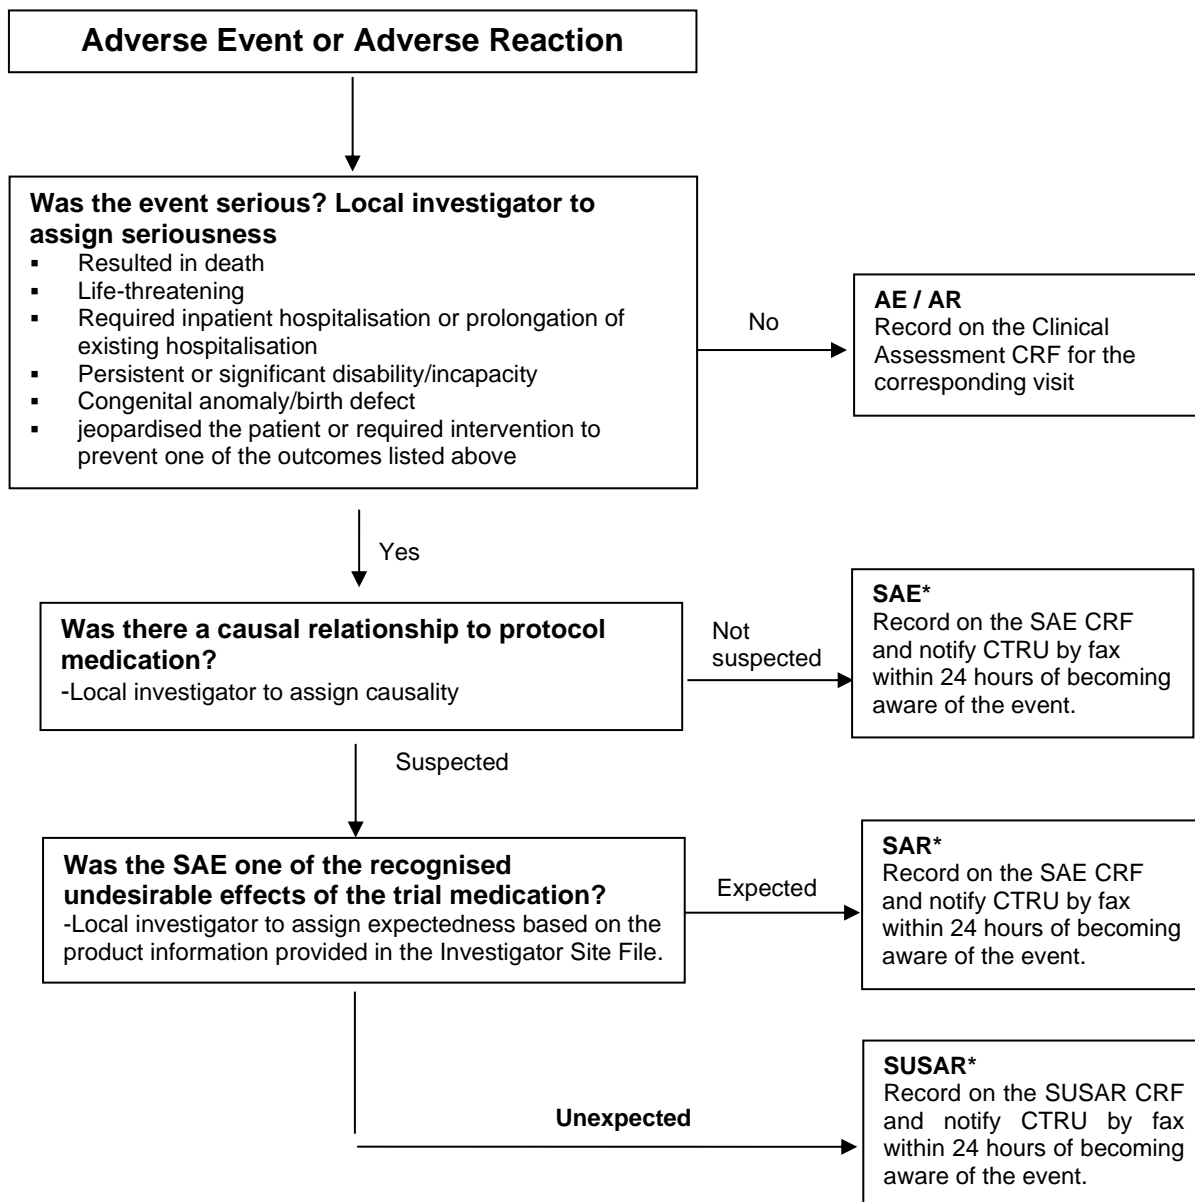 Adverse Event or Adverse Reaction
Was the event serious? Local investigator to
assign seriousness
▪ Resulted in death
▪ Life-threatening
▪ Required inpatient hospitalisation or prolongation of
existing hospitalisation
▪ Persistent or significant disability/incapacity
▪ Congenital anomaly/birth defect
▪ jeopardised the patient or required intervention to
prevent one of the outcomes listed above
No
AE / AR
Record on the Clinical
Assessment CRF for the
corresponding visit
Yes
Was there a causal relationship to protocol
medication?
-Local investigator to assign causality
Not
suspected
SAE*
Record on the SAE CRF
and notify CTRU by fax
within 24 hours of becoming
aware of the event.
Suspected
Was the SAE one of the recognised
undesirable effects of the trial medication?
-Local investigator to assign expectedness based on the
product information provided in the Investigator Site File.
Expected
SAR*
Record on the SAE CRF
and notify CTRU by fax
within 24 hours of becoming
aware of the event.
Unexpected
SUSAR*
Record on the SUSAR CRF
and notify CTRU by fax
within 24 hours of becoming
aware of the event.